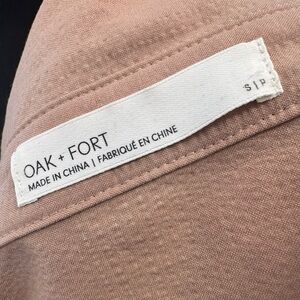 OAK + FORT
MADE IN CHINA | FABRIQUÉ EN CHINE
S | P